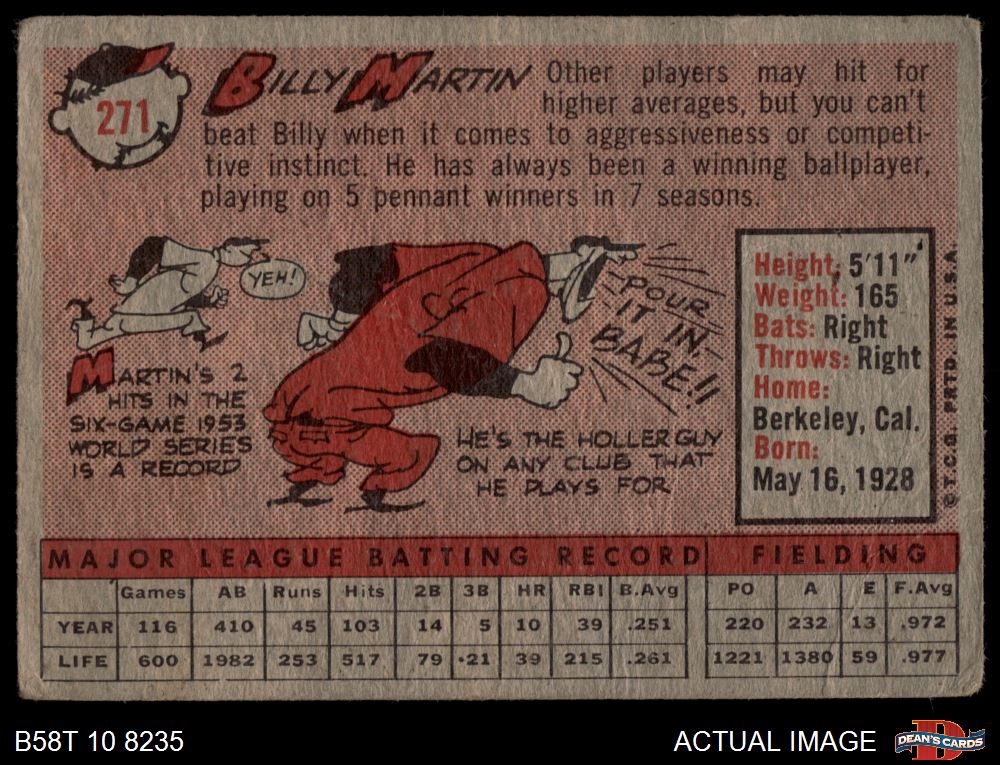 271
BILLY MARTIN
Other players may hit for
higher averages, but you can't
beat Billy when it comes to aggressiveness or competi-
tive instinct. He has always been a winning ballplayer,
playing on 5 pennant winners in 7 seasons.
YEH!
MARTIN'S 2
HITS IN THE
SIX-GAME 1953
WORLD SERIES
IS A RECORD
POUR
IT IN,
BABE!!
HE'S THE HOLLER GUY
ON ANY CLUB THAT
HE PLAYS FOR
Height: 5'11"
Weight: 165
Bats: Right
Throws: Right
Home:
Berkeley, Cal.
Born:
May 16, 1928
© T.C.G. PRTD. IN U.S.A.
MAJOR LEAGUE BATTING RECORD FIELDING
Games AB Runs Hits 2B 3B HR RBI B.Avg PO A E F.Avg
YEAR 116 410 45 103 14 5 10 39 .251 220 232 13 .972
LIFE 600 1982 253 517 79 21 39 215 .261 1221 1380 59 .977
B58T 10 8235
ACTUAL IMAGE
D
DEAN'S CARDS